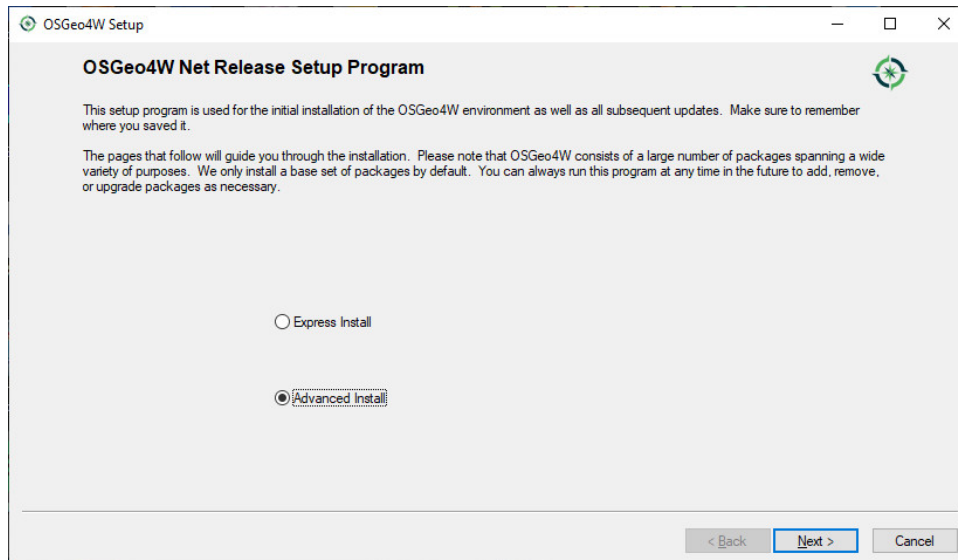 OSGeo4W Setup
OSGeo4W Net Release Setup Program
This setup program is used for the initial installation of the OSGeo4W environment as well as all subsequent updates.  Make sure to remember
where you saved it.
The pages that follow will guide you through the installation.  Please note that OSGeo4W consists of a large number of packages spanning a wide
variety of purposes.  We only install a base set of packages by default.  You can always run this program at any time in the future to add, remove,
or upgrade packages as necessary.
Express Install
Advanced Install
< Back
Next >
Cancel